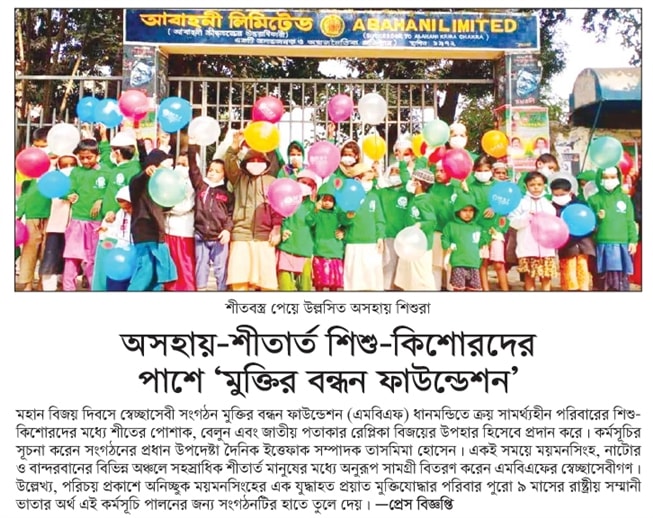 আবাহনী লিমিটেড ABAHANI LIMITED
শীতবস্ত্র পেয়ে উল্লসিত অসহায় শিশুরা
অসহায়-শীতার্ত শিশু-কিশোরদের
পাশে ‘মুক্তির বন্ধন ফাউন্ডেশন’
মহান বিজয় দিবসে স্বেচ্ছাসেবী সংগঠন মুক্তির বন্ধন ফাউন্ডেশন (এমবিএফ) ধানমন্ডিতে ক্রয় সামর্থ্যহীন পরিবারের শিশু-
কিশোরদের মধ্যে শীতের পোশাক, বেলুন এবং জাতীয় পতাকার রেপ্লিকা বিজয়ের উপহার হিসেবে প্রদান করে। কর্মসূচির
সূচনা করেন সংগঠনের প্রধান উপদেষ্টা দৈনিক ইত্তেফাক সম্পাদক তাসমিমা হোসেন। একই সময়ে ময়মনসিংহ, নাটোর
ও বান্দরবানের বিভিন্ন অঞ্চলে সহস্রাধিক শীতার্ত মানুষের মধ্যে অনুরূপ সামগ্রী বিতরণ করেন এমবিএফের স্বেচ্ছাসেবীগণ।
উল্লেখ্য, পরিচয় প্রকাশে অনিচ্ছুক ময়মনসিংহের এক যুদ্ধাহত প্রয়াত মুক্তিযোদ্ধার পরিবার পুরো ৯ মাসের রাষ্ট্রীয় সম্মানী
ভাতার অর্থ এই কর্মসূচি পালনের জন্য সংগঠনটির হাতে তুলে দেয়। —প্রেস বিজ্ঞপ্তি